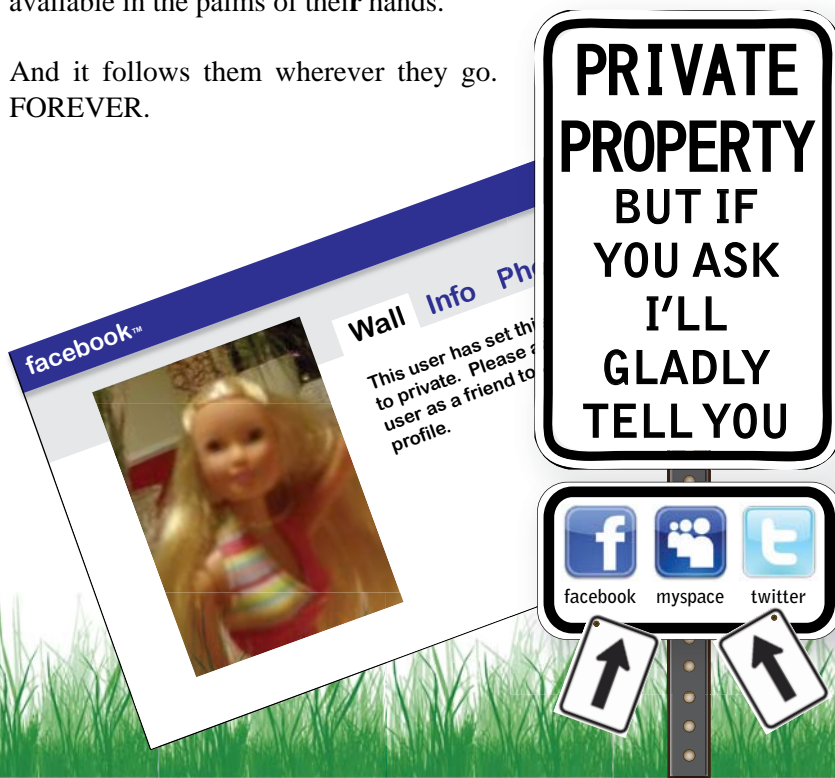 available in the palms of their hands.
And it follows them wherever they go.
FOREVER.
facebook™
Wall Info
This user has set
to private. Please
user as a friend to
profile.
PRIVATE
PROPERTY
BUT IF
YOU ASK
I'LL
GLADLY
TELL YOU
facebook myspace twitter